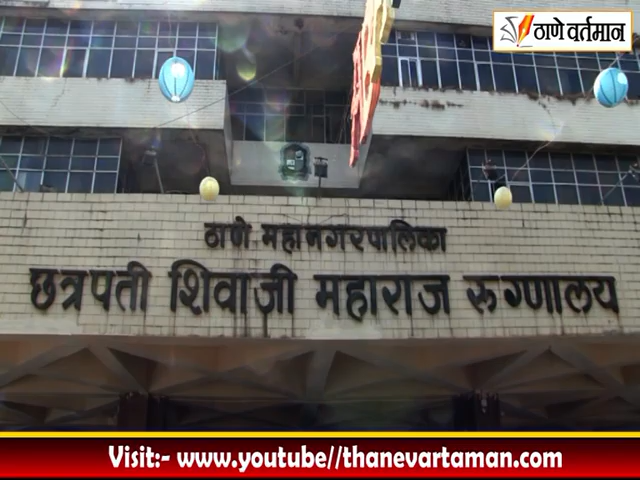 ठाणे वर्तमान
ठाणे महानगरपालिका
छत्रपती शिवाजी महाराज रुग्णालय
Visit:- www.youtube//thanevartaman.com